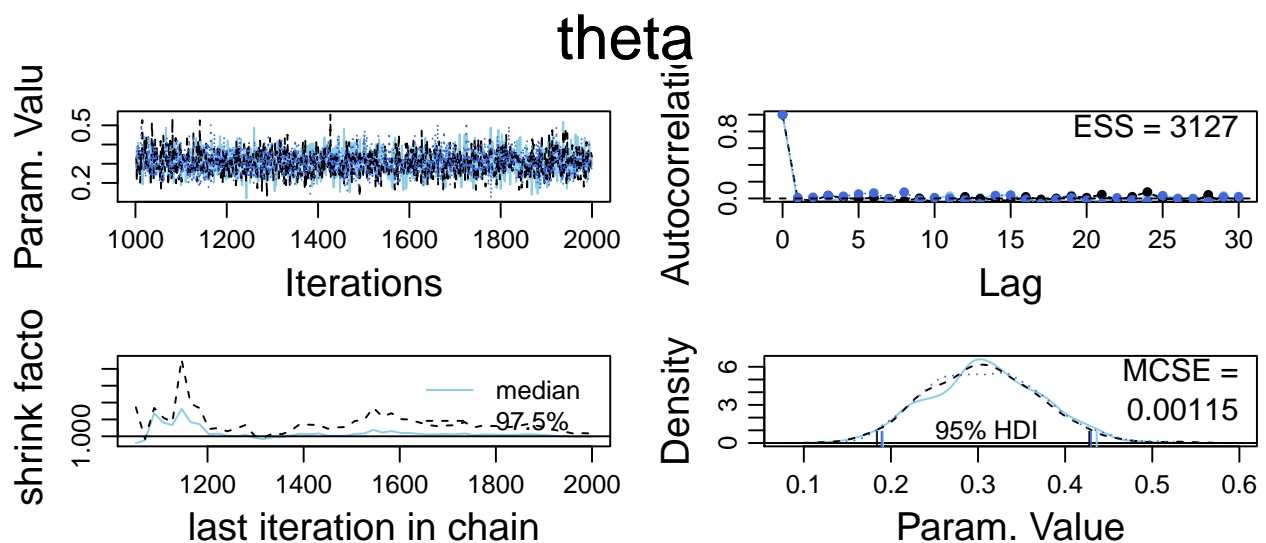 theta
Param. Valu
0.5
0.2
1000 1200 1400 1600 1800 2000
Iterations
Autocorrelatio
0.8
0.0
ESS = 3127
0 5 10 15 20 25 30
Lag
shrink facto
1.000
median
97.5%
1200 1400 1600 1800 2000
last iteration in chain
Density
6
3
0
MCSE =
0.00115
95% HDI
0.1 0.2 0.3 0.4 0.5 0.6
Param. Value